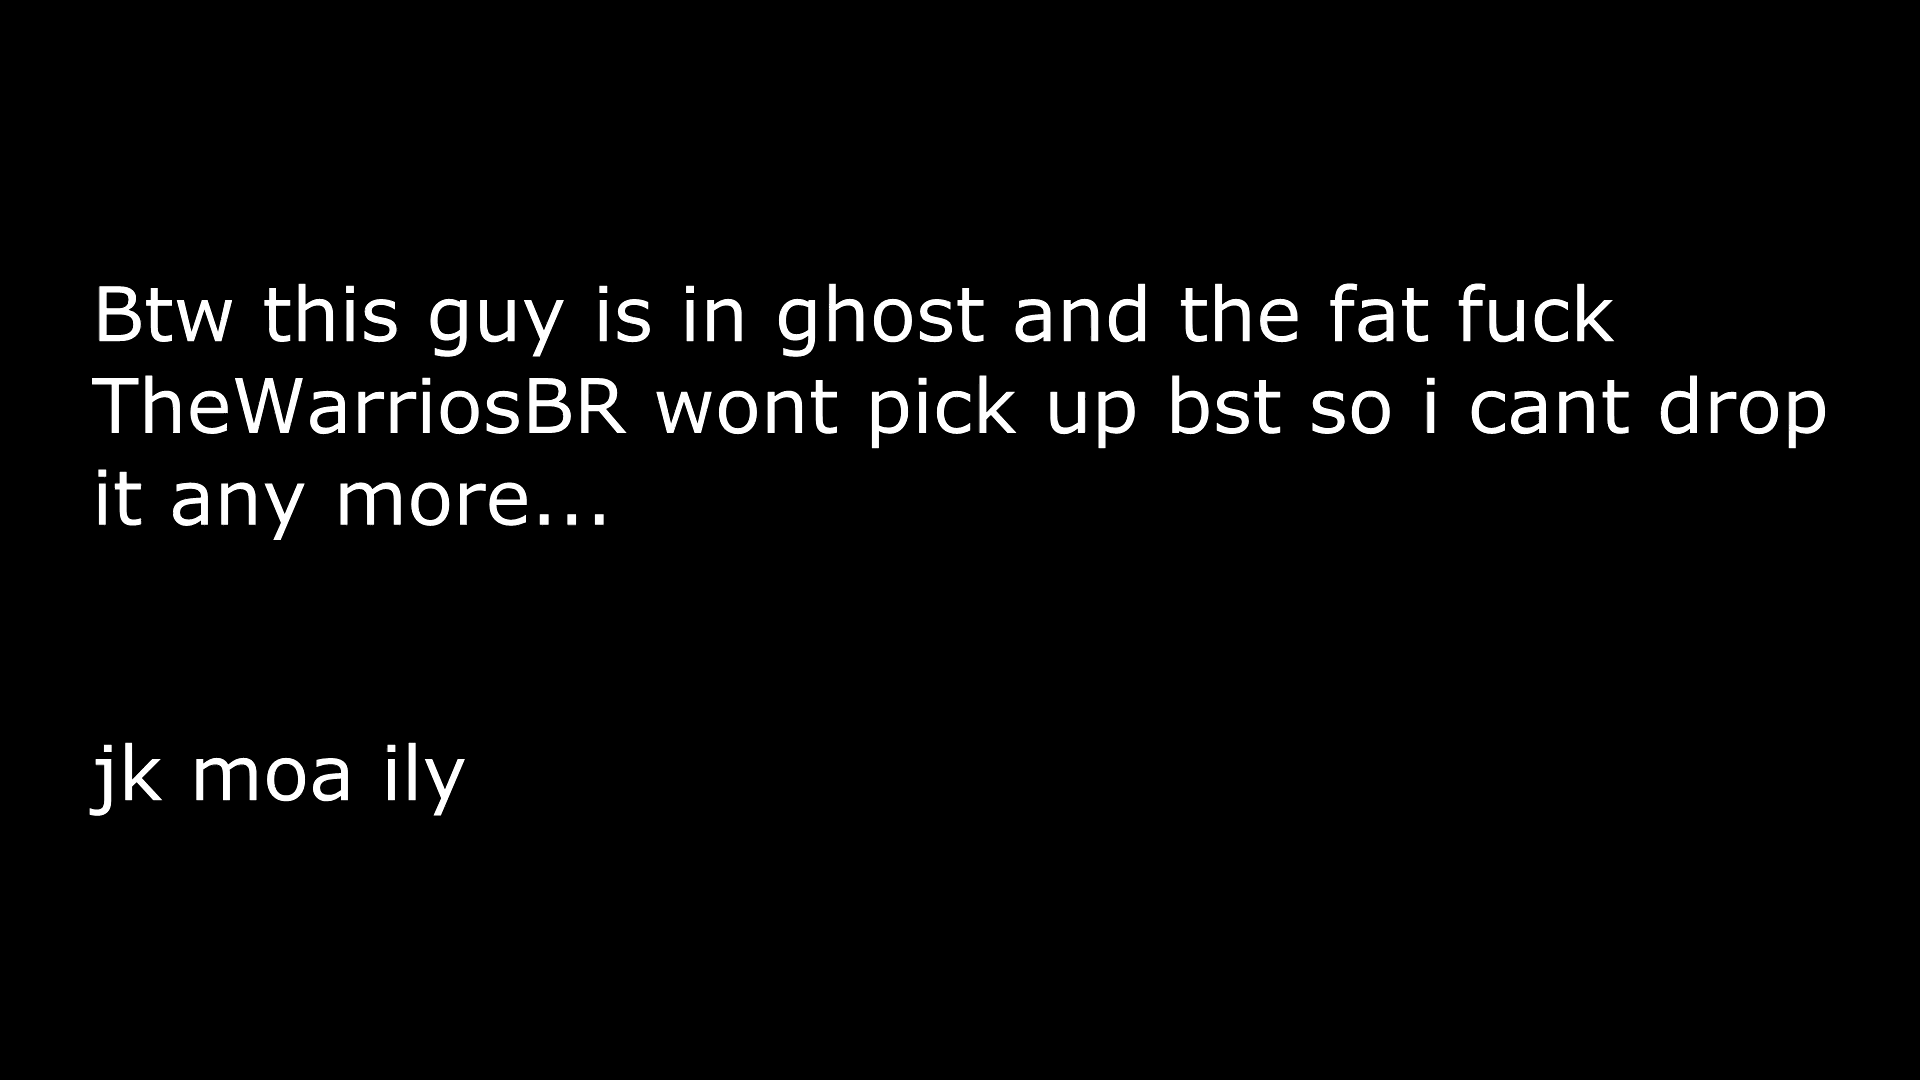 Btw this guy is in ghost and the fat fuck
TheWarriosBR wont pick up bst so i cant drop
it any more...
jk moa ily